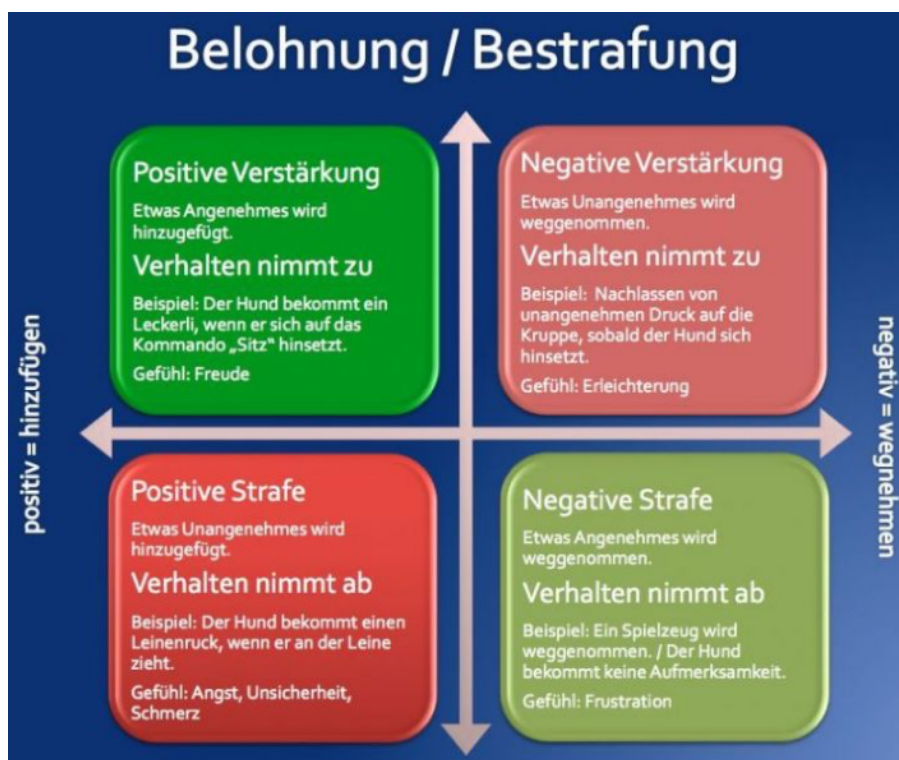 Belohnung / Bestrafung
Positive Verstärkung
Etwas Angenehmes wird
hinzugefügt.
Verhalten nimmt zu
Beispiel: Der Hund bekommt ein
Leckerli, wenn er sich auf das
Kommando „Sitz“ hinsetzt.
Gefühl: Freude
Negative Verstärkung
Etwas Unangenehmes wird
weggenommen.
Verhalten nimmt zu
Beispiel: Nachlassen von
unangenehmen Druck auf die
Kruppe, sobald der Hund sich
hinsetzt.
Gefühl: Erleichterung
positiv = hinzufügen
negativ = wegnehmen
Positive Strafe
Etwas Unangenehmes wird
hinzugefügt.
Verhalten nimmt ab
Beispiel: Der Hund bekommt einen
Leinenruck, wenn er an der Leine
zieht.
Gefühl: Angst, Unsicherheit,
Schmerz
Negative Strafe
Etwas Angenehmes wird
weggenommen.
Verhalten nimmt ab
Beispiel: Ein Spielzeug wird
weggenommen. / Der Hund
bekommt keine Aufmerksamkeit.
Gefühl: Frustration